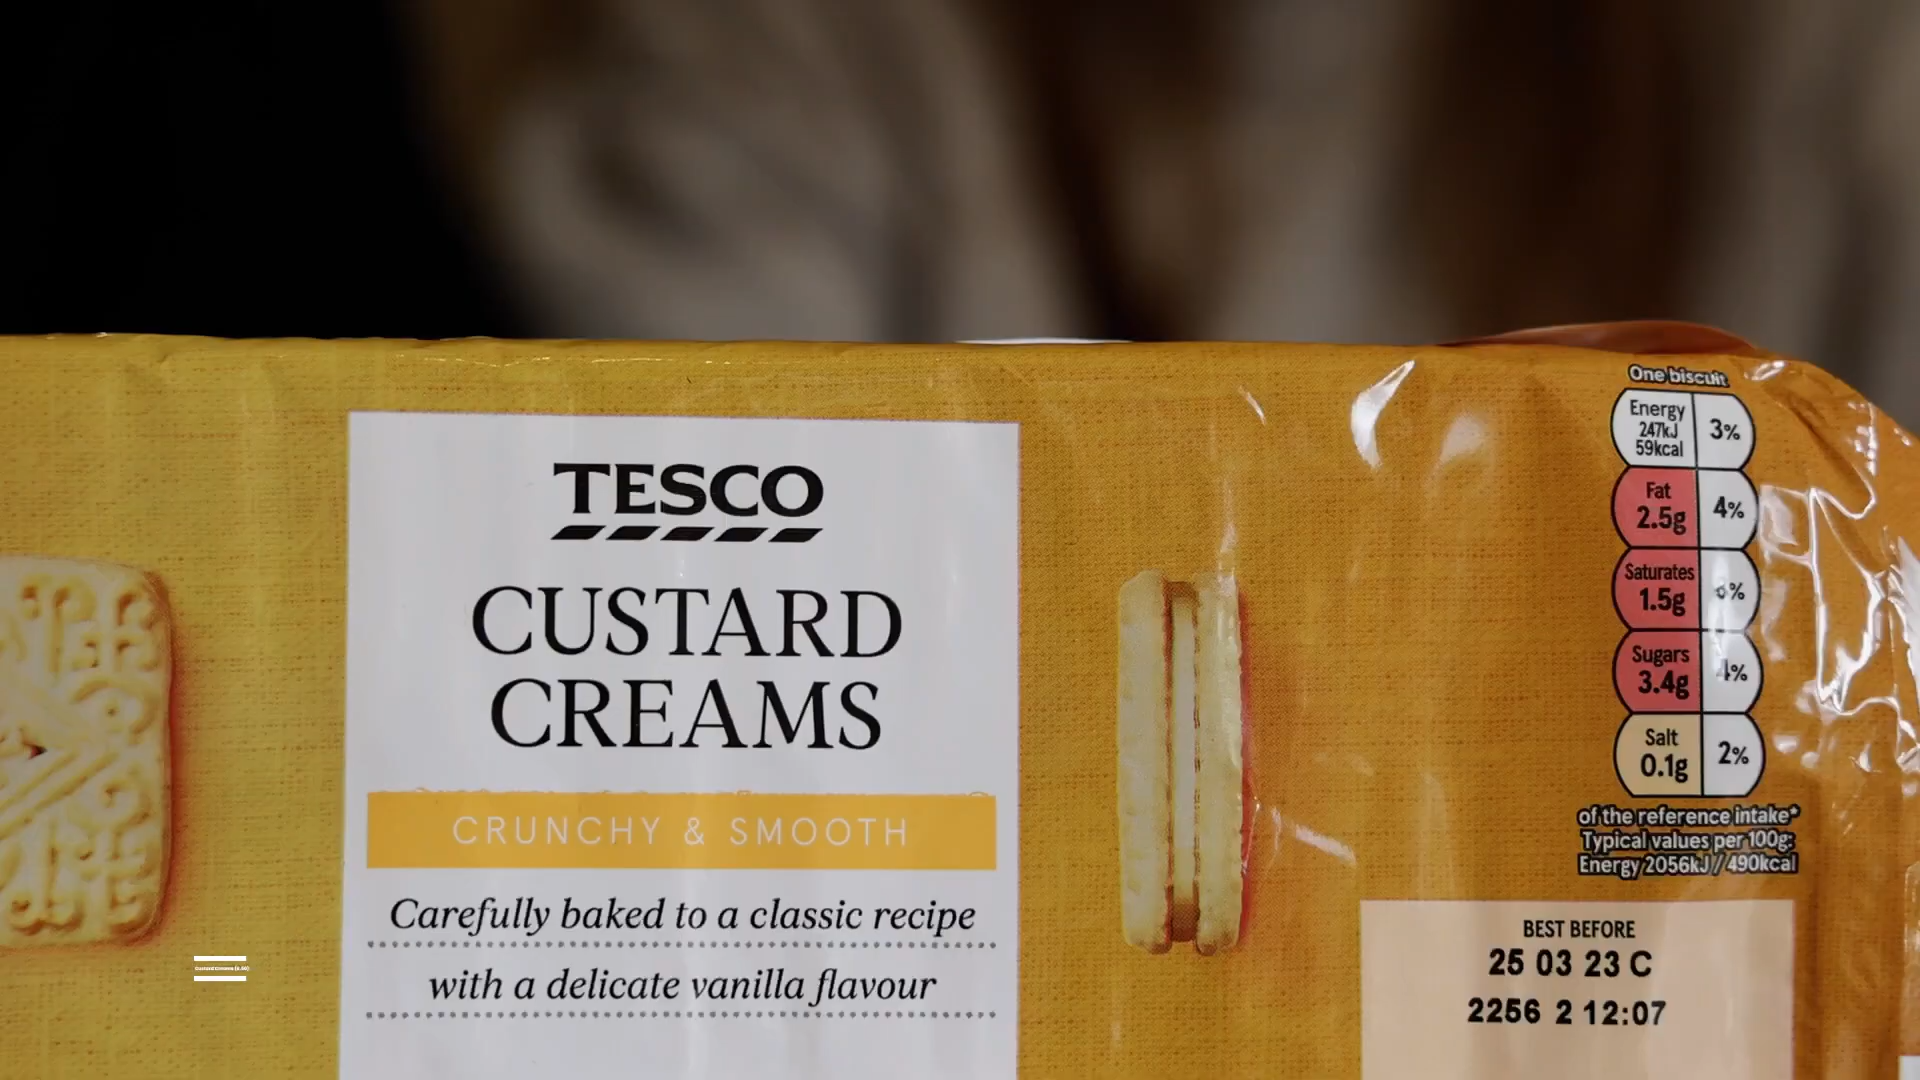 TESCO
CUSTARD
CREAMS
CRUNCHY & SMOOTH
Carefully baked to a classic recipe
with a delicate vanilla flavour
One biscuit
Energy
247kJ
59kcal
3%
Fat
2.5g
4%
Saturates
1.5g
%
Sugars
3.4g
4%
Salt
0.1g
2%
of the reference intake*
Typical values per 100g:
Energy 2056kJ / 490kcal
BEST BEFORE
25 03 23 C
2256 2 12:07